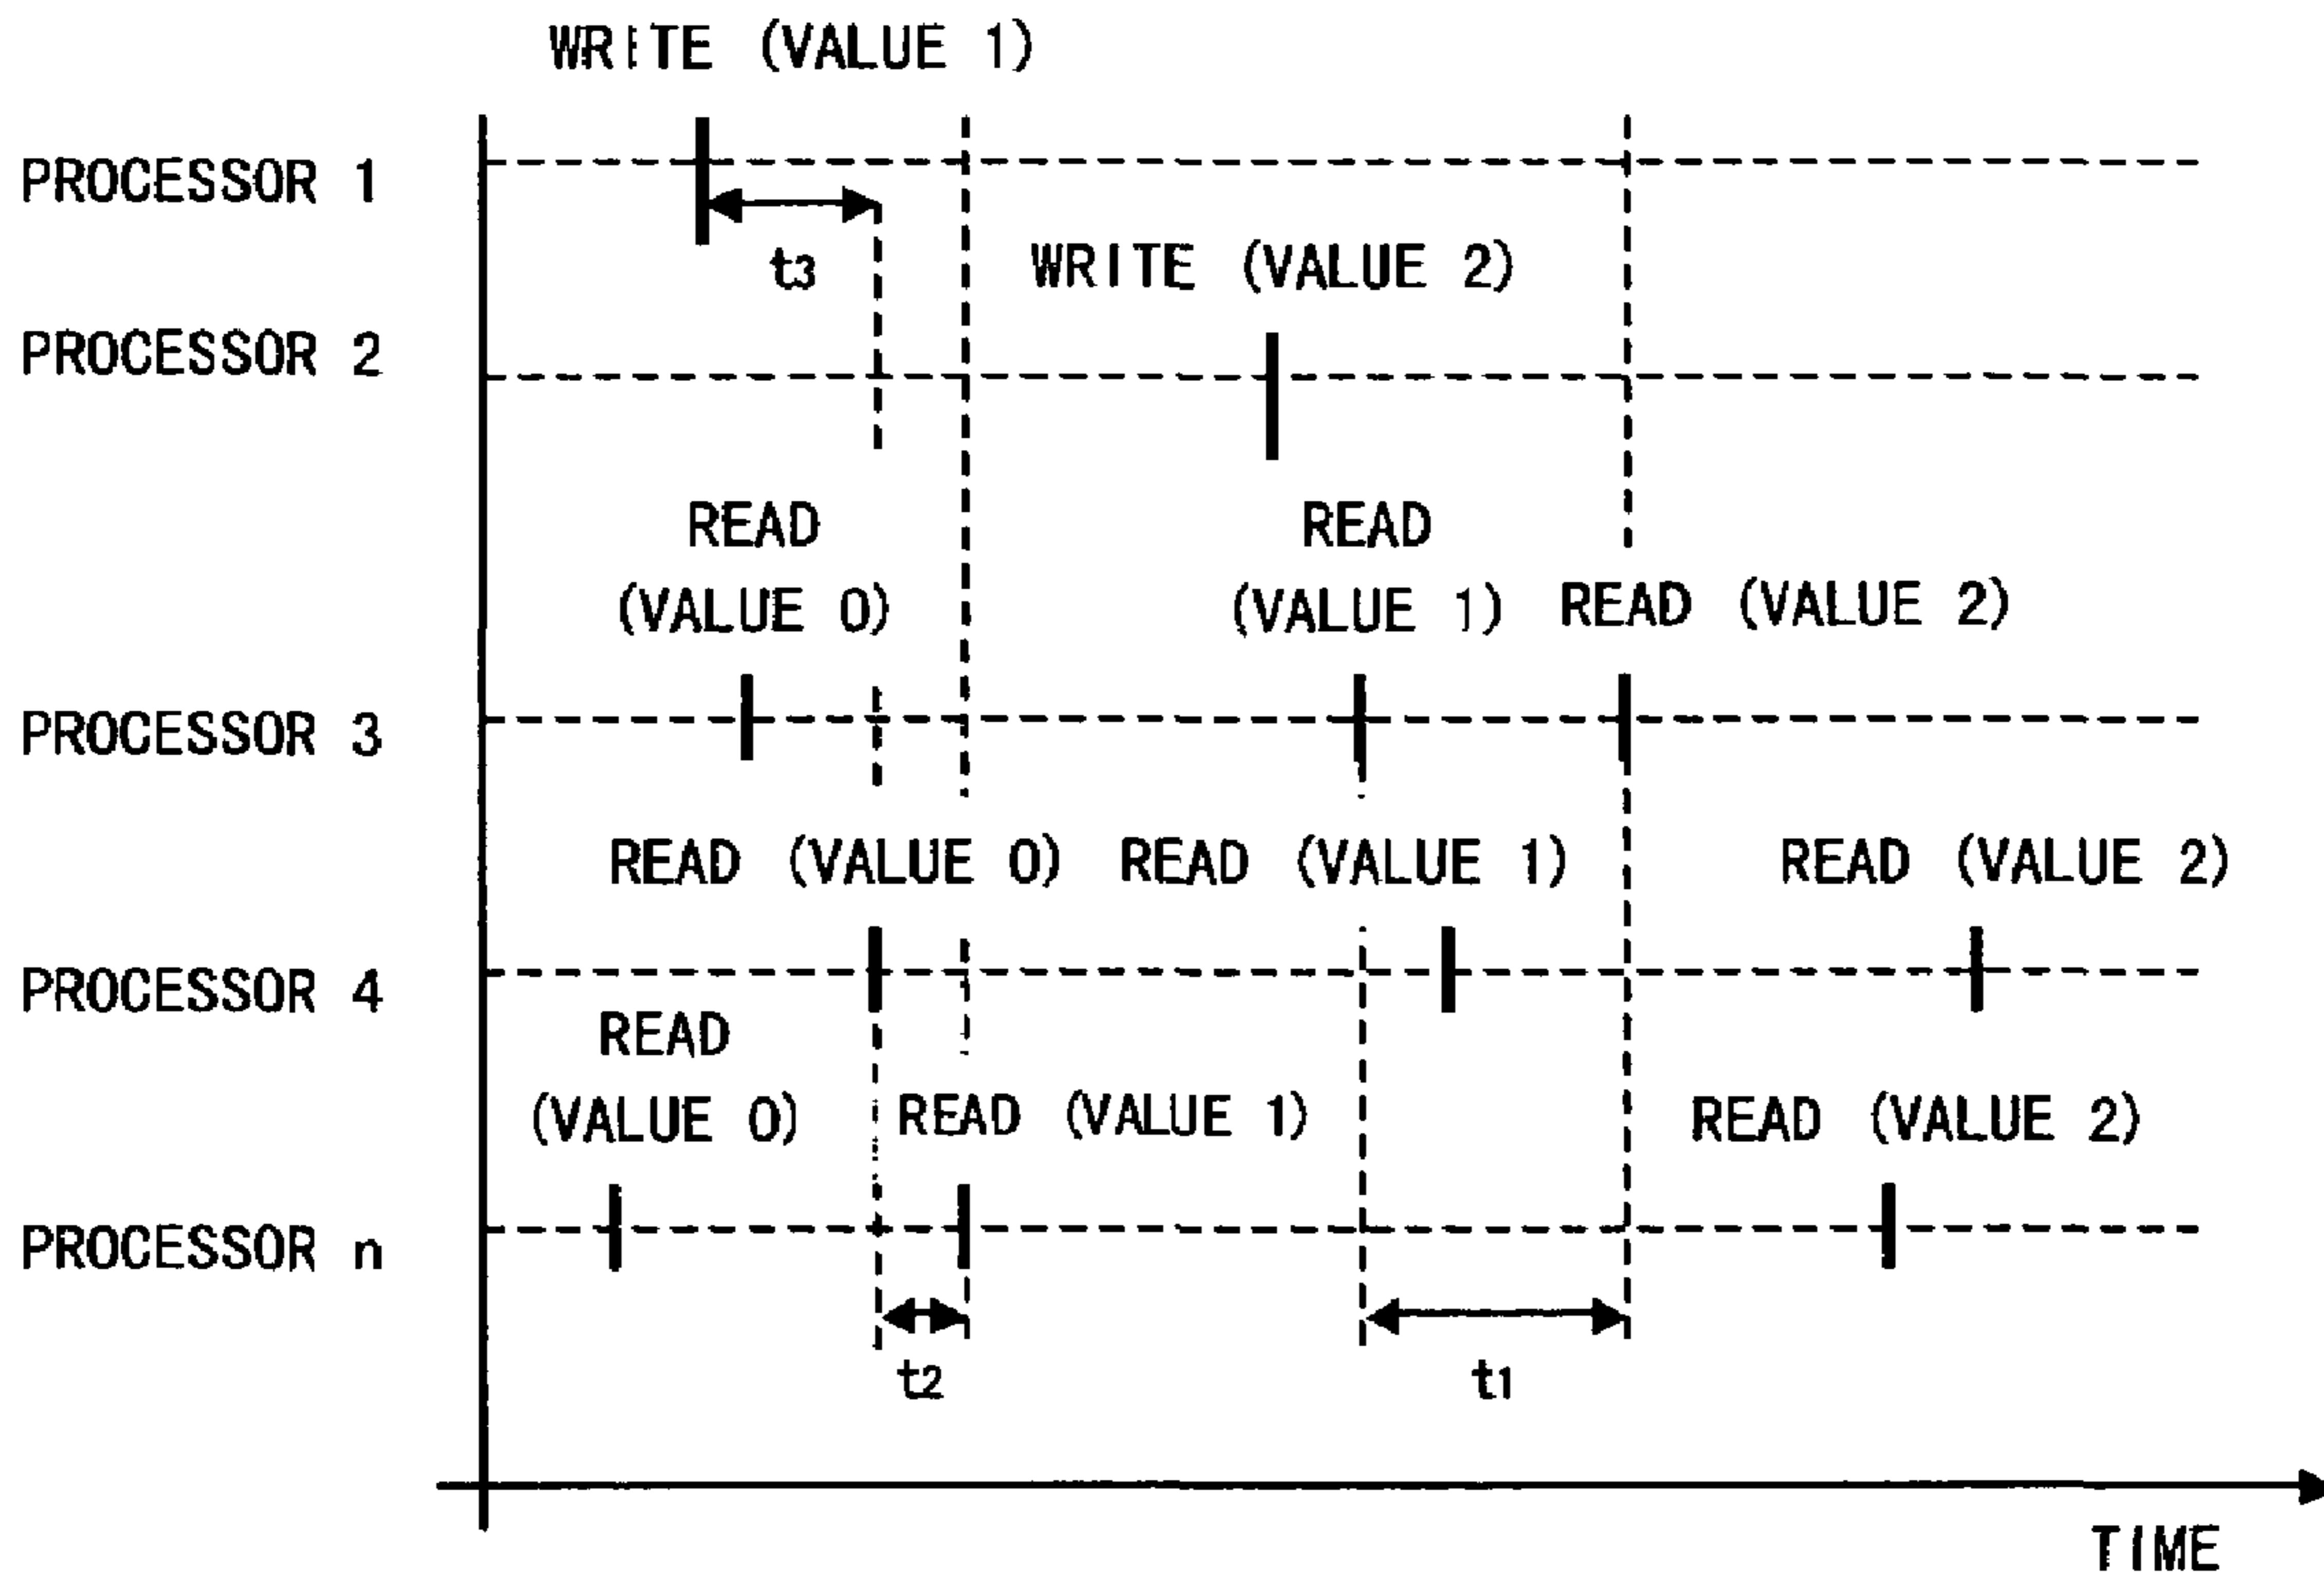 WRITE (VALUE 1)
PROCESSOR 1
t3
WRITE (VALUE 2)
PROCESSOR 2
READ
(VALUE 0)
READ
(VALUE 1)
READ (VALUE 2)
PROCESSOR 3
READ (VALUE 0)
READ (VALUE 1)
READ (VALUE 2)
PROCESSOR 4
READ
(VALUE 0)
READ (VALUE 1)
READ (VALUE 2)
PROCESSOR n
t2
t1
TIME